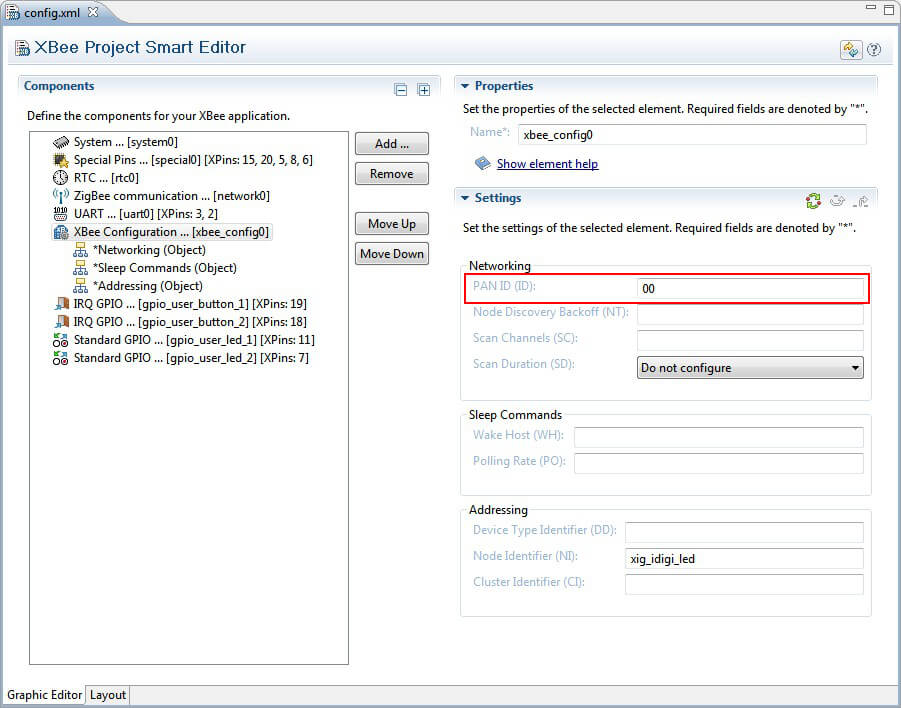 config.xml
XBee Project Smart Editor
Components
Define the components for your XBee application.
System ... [system0]
Special Pins ... [special0] [XPins: 15, 20, 5, 8, 6]
RTC ... [rtc0]
ZigBee communication ... [network0]
UART ... [uart0] [XPins: 3, 2]
XBee Configuration ... [xbee_config0]
*Networking (Object)
*Sleep Commands (Object)
*Addressing (Object)
IRQ GPIO ... [gpio_user_button_1] [XPins: 19]
IRQ GPIO ... [gpio_user_button_2] [XPins: 18]
Standard GPIO ... [gpio_user_led_1] [XPins: 11]
Standard GPIO ... [gpio_user_led_2] [XPins: 7]
Add ...
Remove
Move Up
Move Down
Properties
Set the properties of the selected element. Required fields are denoted by "*".
Name*: xbee_config0
Show element help
Settings
Set the settings of the selected element. Required fields are denoted by "*".
Networking
PAN ID (ID): 00
Node Discovery Backoff (NT):
Scan Channels (SC):
Scan Duration (SD): Do not configure
Sleep Commands
Wake Host (WH):
Polling Rate (PO):
Addressing
Device Type Identifier (DD):
Node Identifier (NI): xig_idigi_led
Cluster Identifier (CI):
Graphic Editor Layout